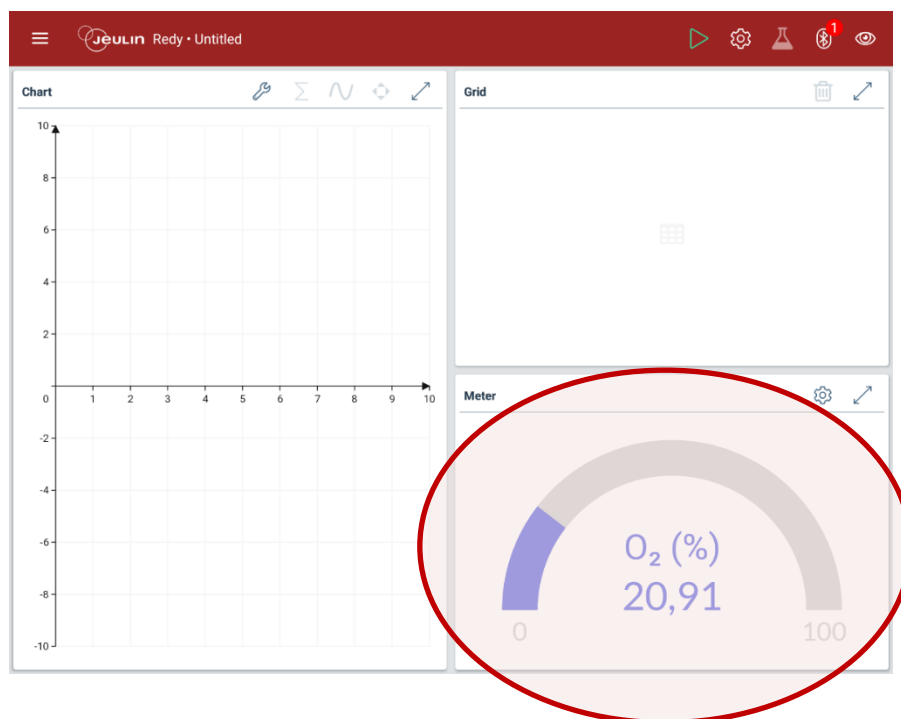 Jeulin Redy • Untitled
1
Chart
Grid
10
8
6
4
2
0 1 2 3 4 5 6 7 8 9 10
-2
-4
-6
-8
-10
Meter
O₂ (%)
20,91
0 100